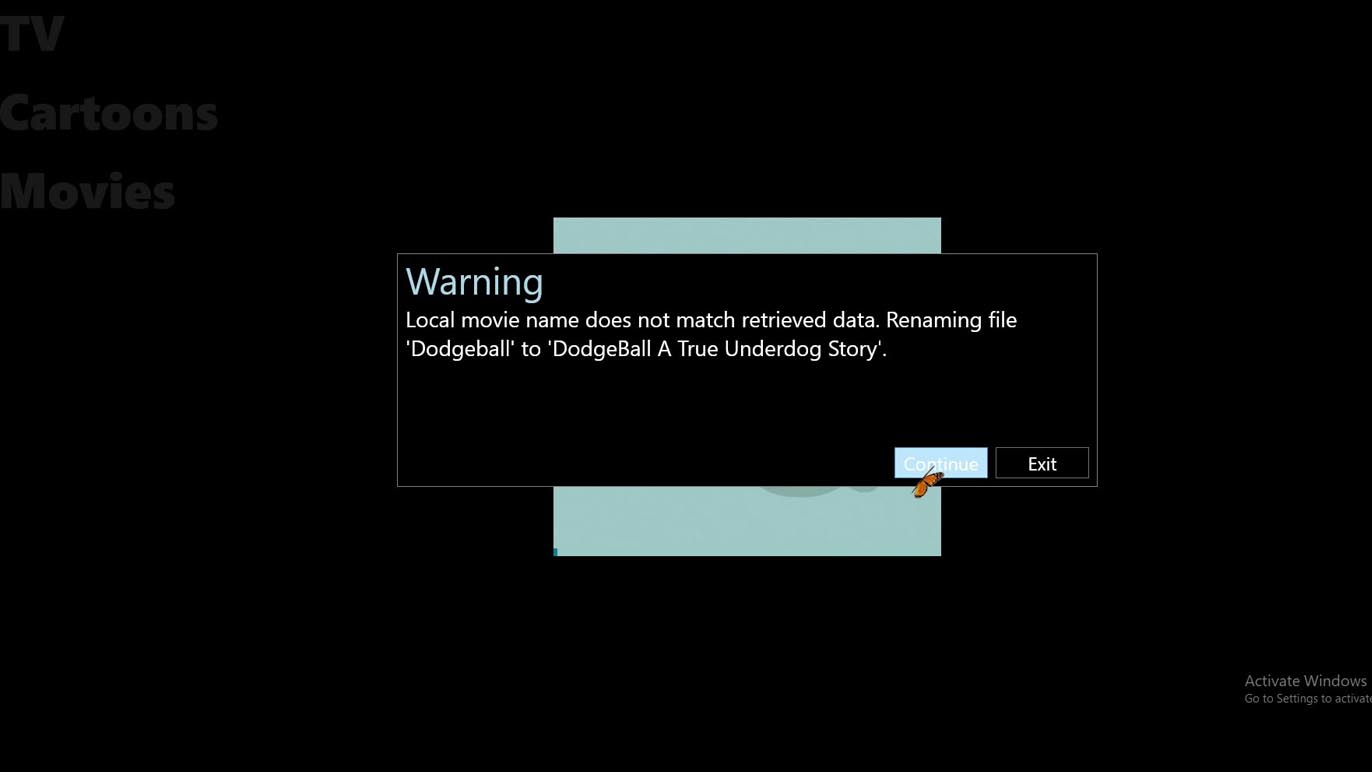 TV
Cartoons
Movies
Warning
Local movie name does not match retrieved data. Renaming file
'Dodgeball' to 'DodgeBall A True Underdog Story'.
Continue
Exit
Activate Windows
Go to Settings to activate